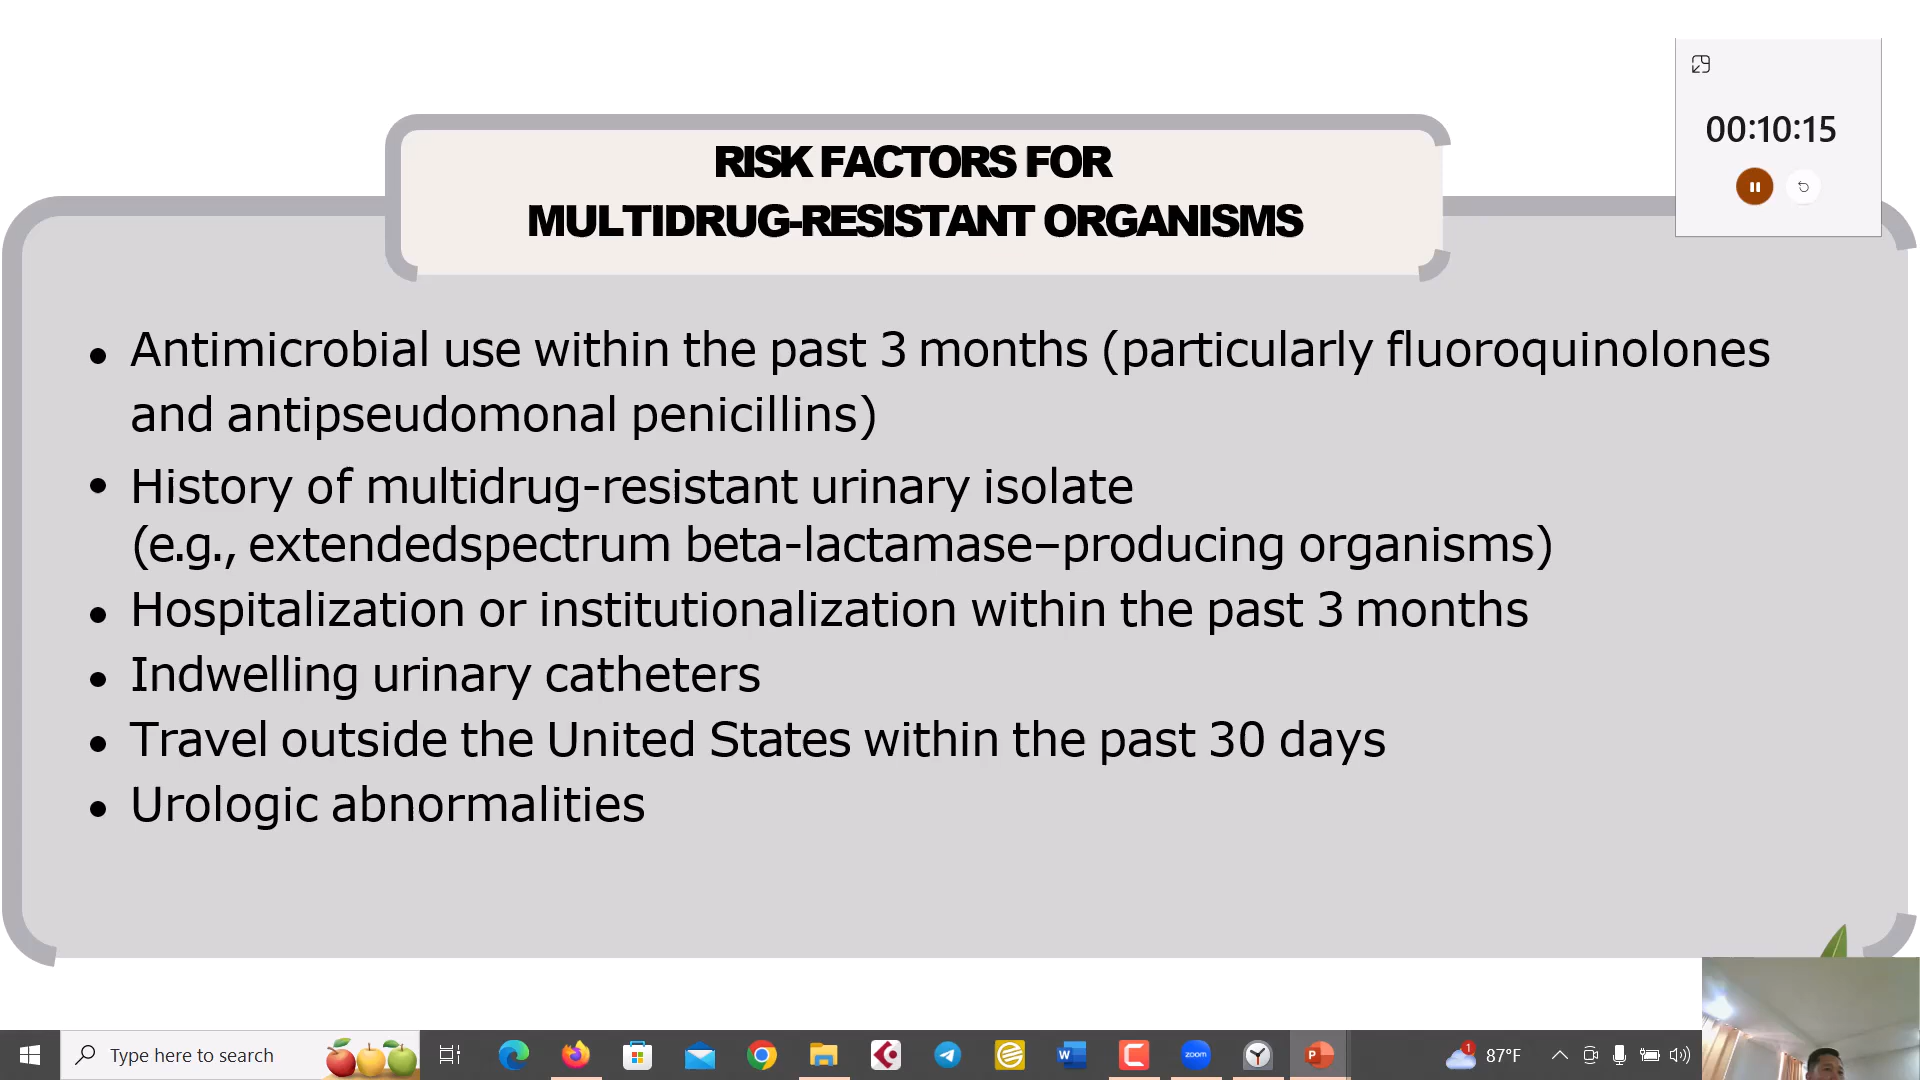 00:10:15
RISK FACTORS FOR
MULTIDRUG-RESISTANT ORGANISMS
• Antimicrobial use within the past 3 months (particularly fluoroquinolones
and antipseudomonal penicillins)
• History of multidrug-resistant urinary isolate
(e.g., extendedspectrum beta-lactamase–producing organisms)
• Hospitalization or institutionalization within the past 3 months
• Indwelling urinary catheters
• Travel outside the United States within the past 30 days
• Urologic abnormalities
Type here to search
W
C
zoom
P
1
87°F